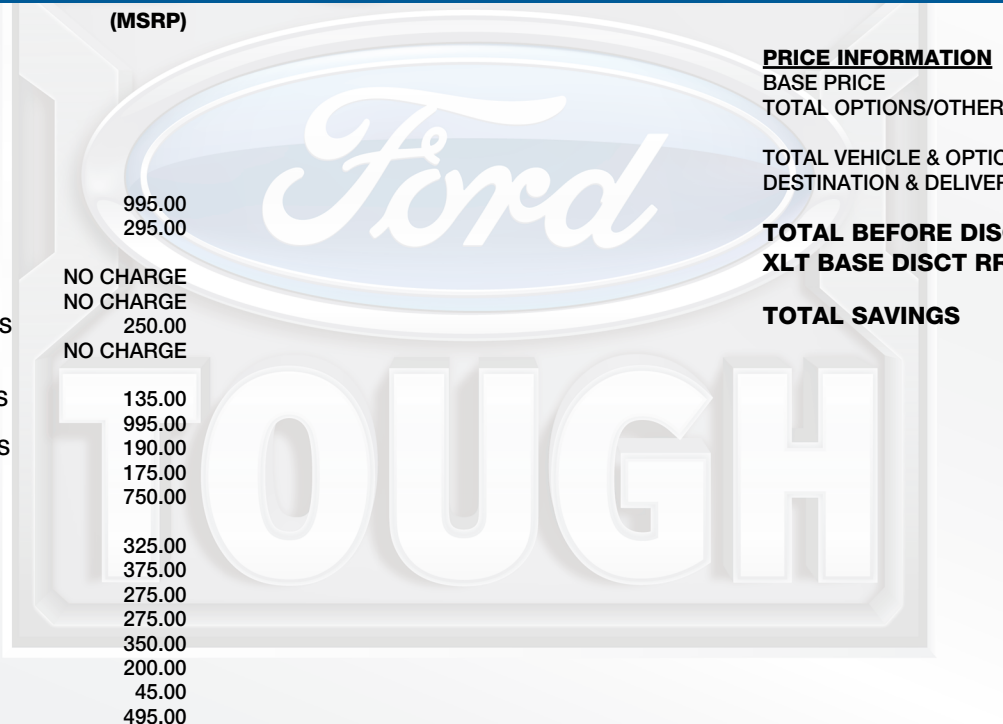 (MSRP)
995.00
295.00
NO CHARGE
NO CHARGE
S 250.00
NO CHARGE
S 135.00
995.00
S 190.00
175.00
750.00
325.00
375.00
275.00
275.00
350.00
200.00
45.00
495.00
PRICE INFORMATION
BASE PRICE
TOTAL OPTIONS/OTHER
TOTAL VEHICLE & OPTIO
DESTINATION & DELIVER
TOTAL BEFORE DISC
XLT BASE DISCT RF
TOTAL SAVINGS
Ford
TOUGH